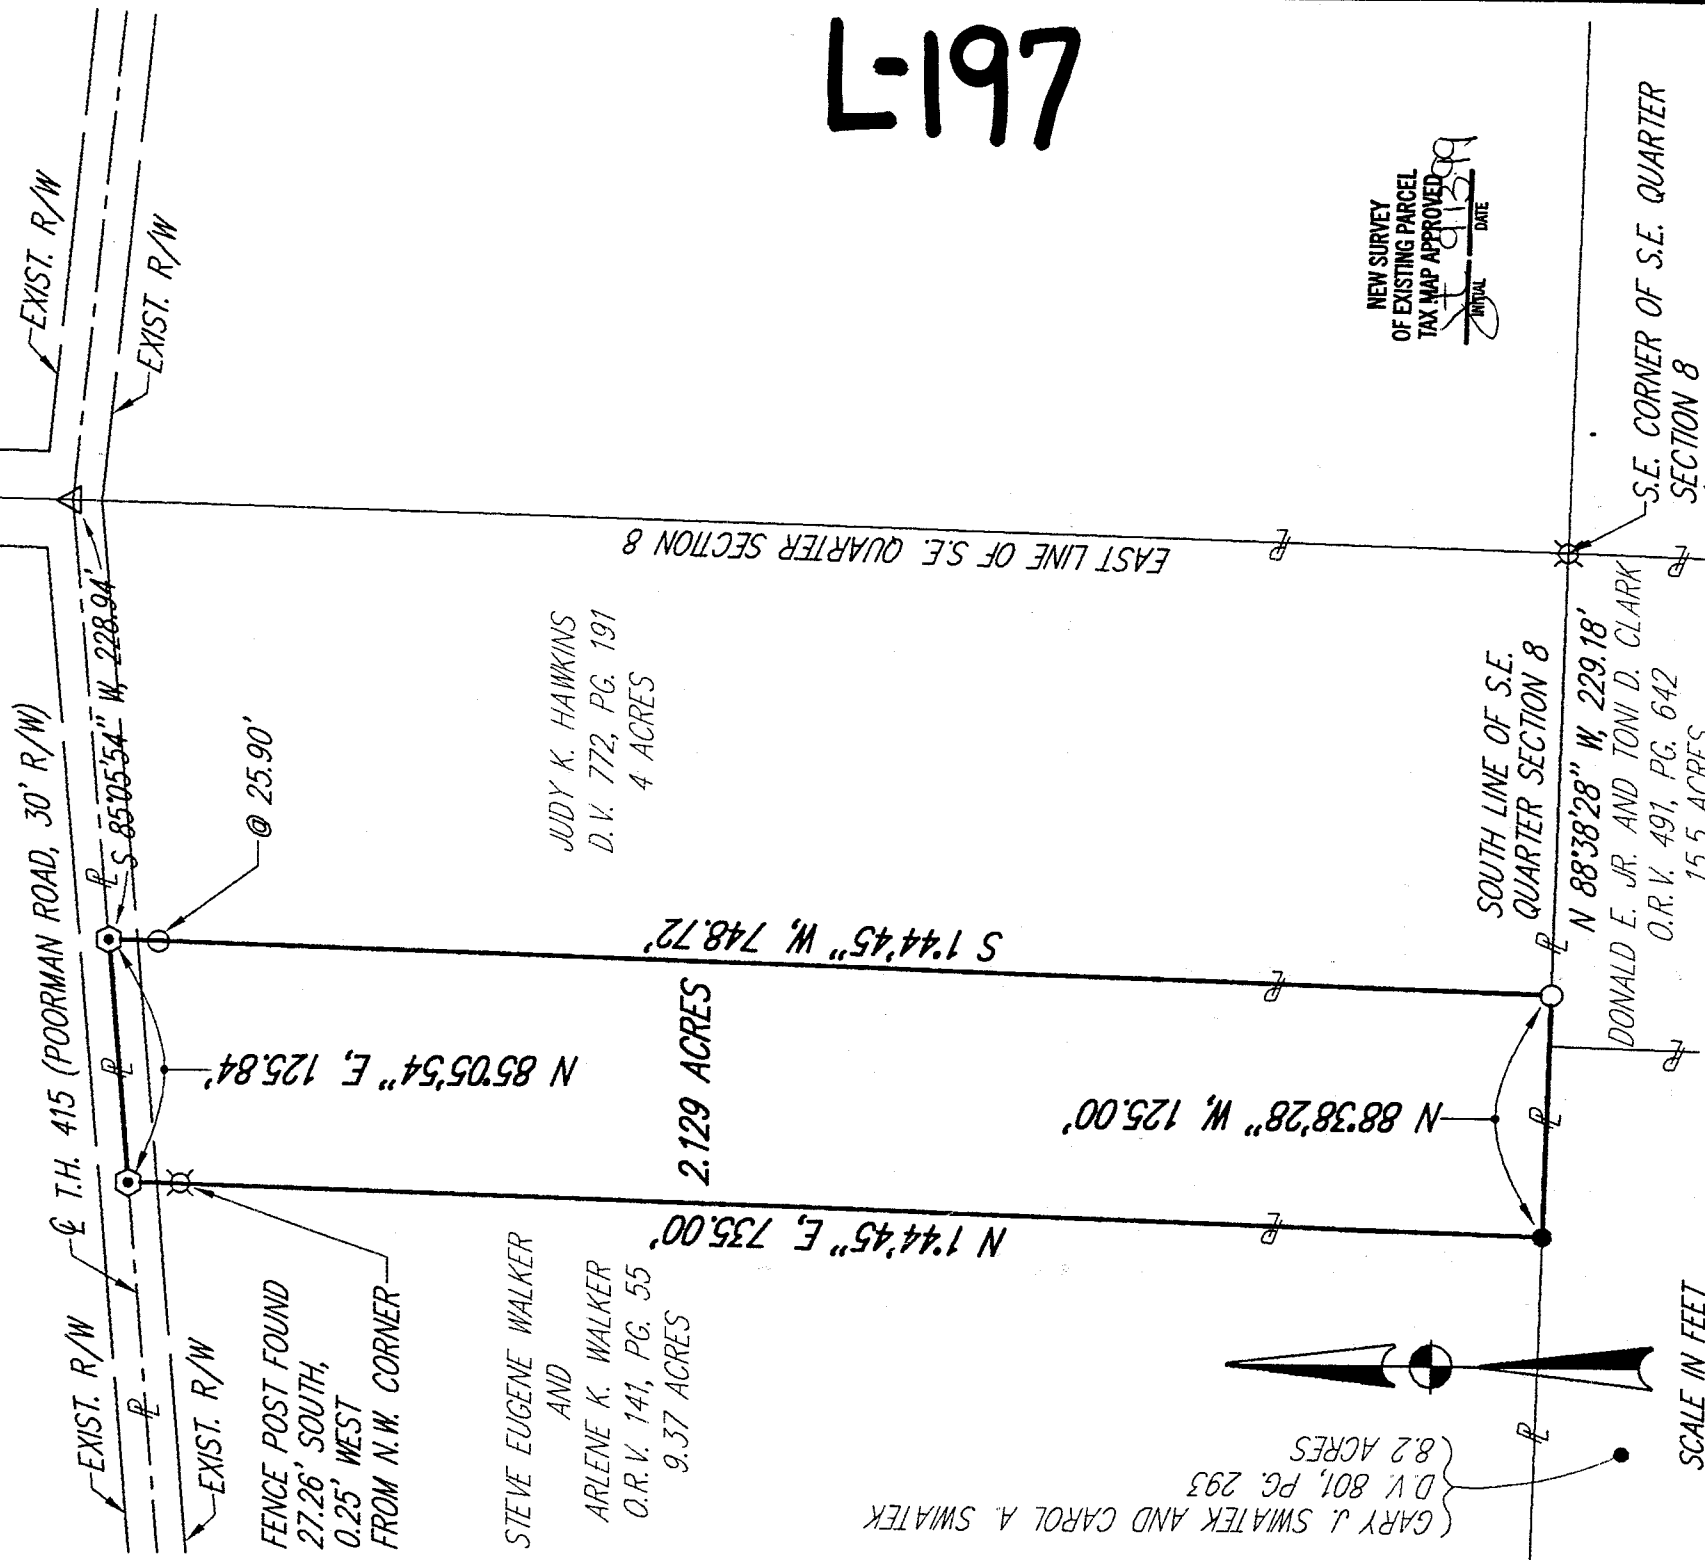 L-197
EXIST. R/W
EXIST. R/W
NEW SURVEY
OF EXISTING PARCEL
TAX MAP APPROVED
INITIAL DATE
S 85°05'54" W, 228.94'
℄ T.H. 415 (POORMAN ROAD, 30' R/W)
@ 25.90'
EXIST. R/W
EXIST. R/W
FENCE POST FOUND
27.26' SOUTH,
0.25' WEST
FROM N.W. CORNER
N 85°05'54" E, 125.84'
JUDY K. HAWKINS
D.V. 772, PG. 191
4 ACRES
EAST LINE OF S.E. QUARTER SECTION 8
S 1°44'45" W, 748.72'
2.129 ACRES
N 1°44'45" E, 735.00'
STEVE EUGENE WALKER
AND
ARLENE K. WALKER
O.R.V. 141, PG. 55
9.37 ACRES
N 88°38'28" W, 125.00'
SOUTH LINE OF S.E.
QUARTER SECTION 8
N 88°38'28" W, 229.18'
DONALD E. JR. AND TONI D. CLARK
O.R.V. 491, PG. 642
15.5 ACRES
S.E. CORNER OF S.E. QUARTER
SECTION 8
GARY J. SWIATEK AND CAROL A. SWIATEK
D.V. 801, PG. 293
8.2 ACRES
SCALE IN FEET